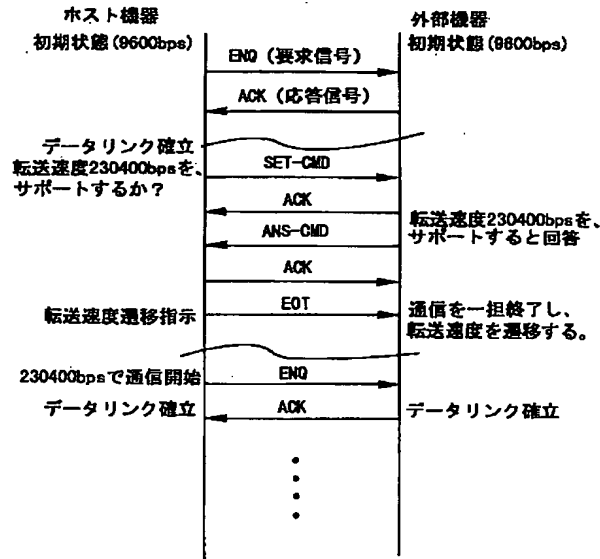 ホスト機器
外部機器
初期状態(9600bps)
初期状態(9600bps)
ENQ (要求信号)
ACK (応答信号)
データリンク確立
転送速度230400bpsを、
サポートするか?
SET-CMD
ACK
転送速度230400bpsを、
サポートすると回答
ANS-CMD
ACK
転送速度遷移指示
EOT
通信を一担終了し、
転送速度を遷移する。
230400bpsで通信開始
ENQ
データリンク確立
ACK
データリンク確立